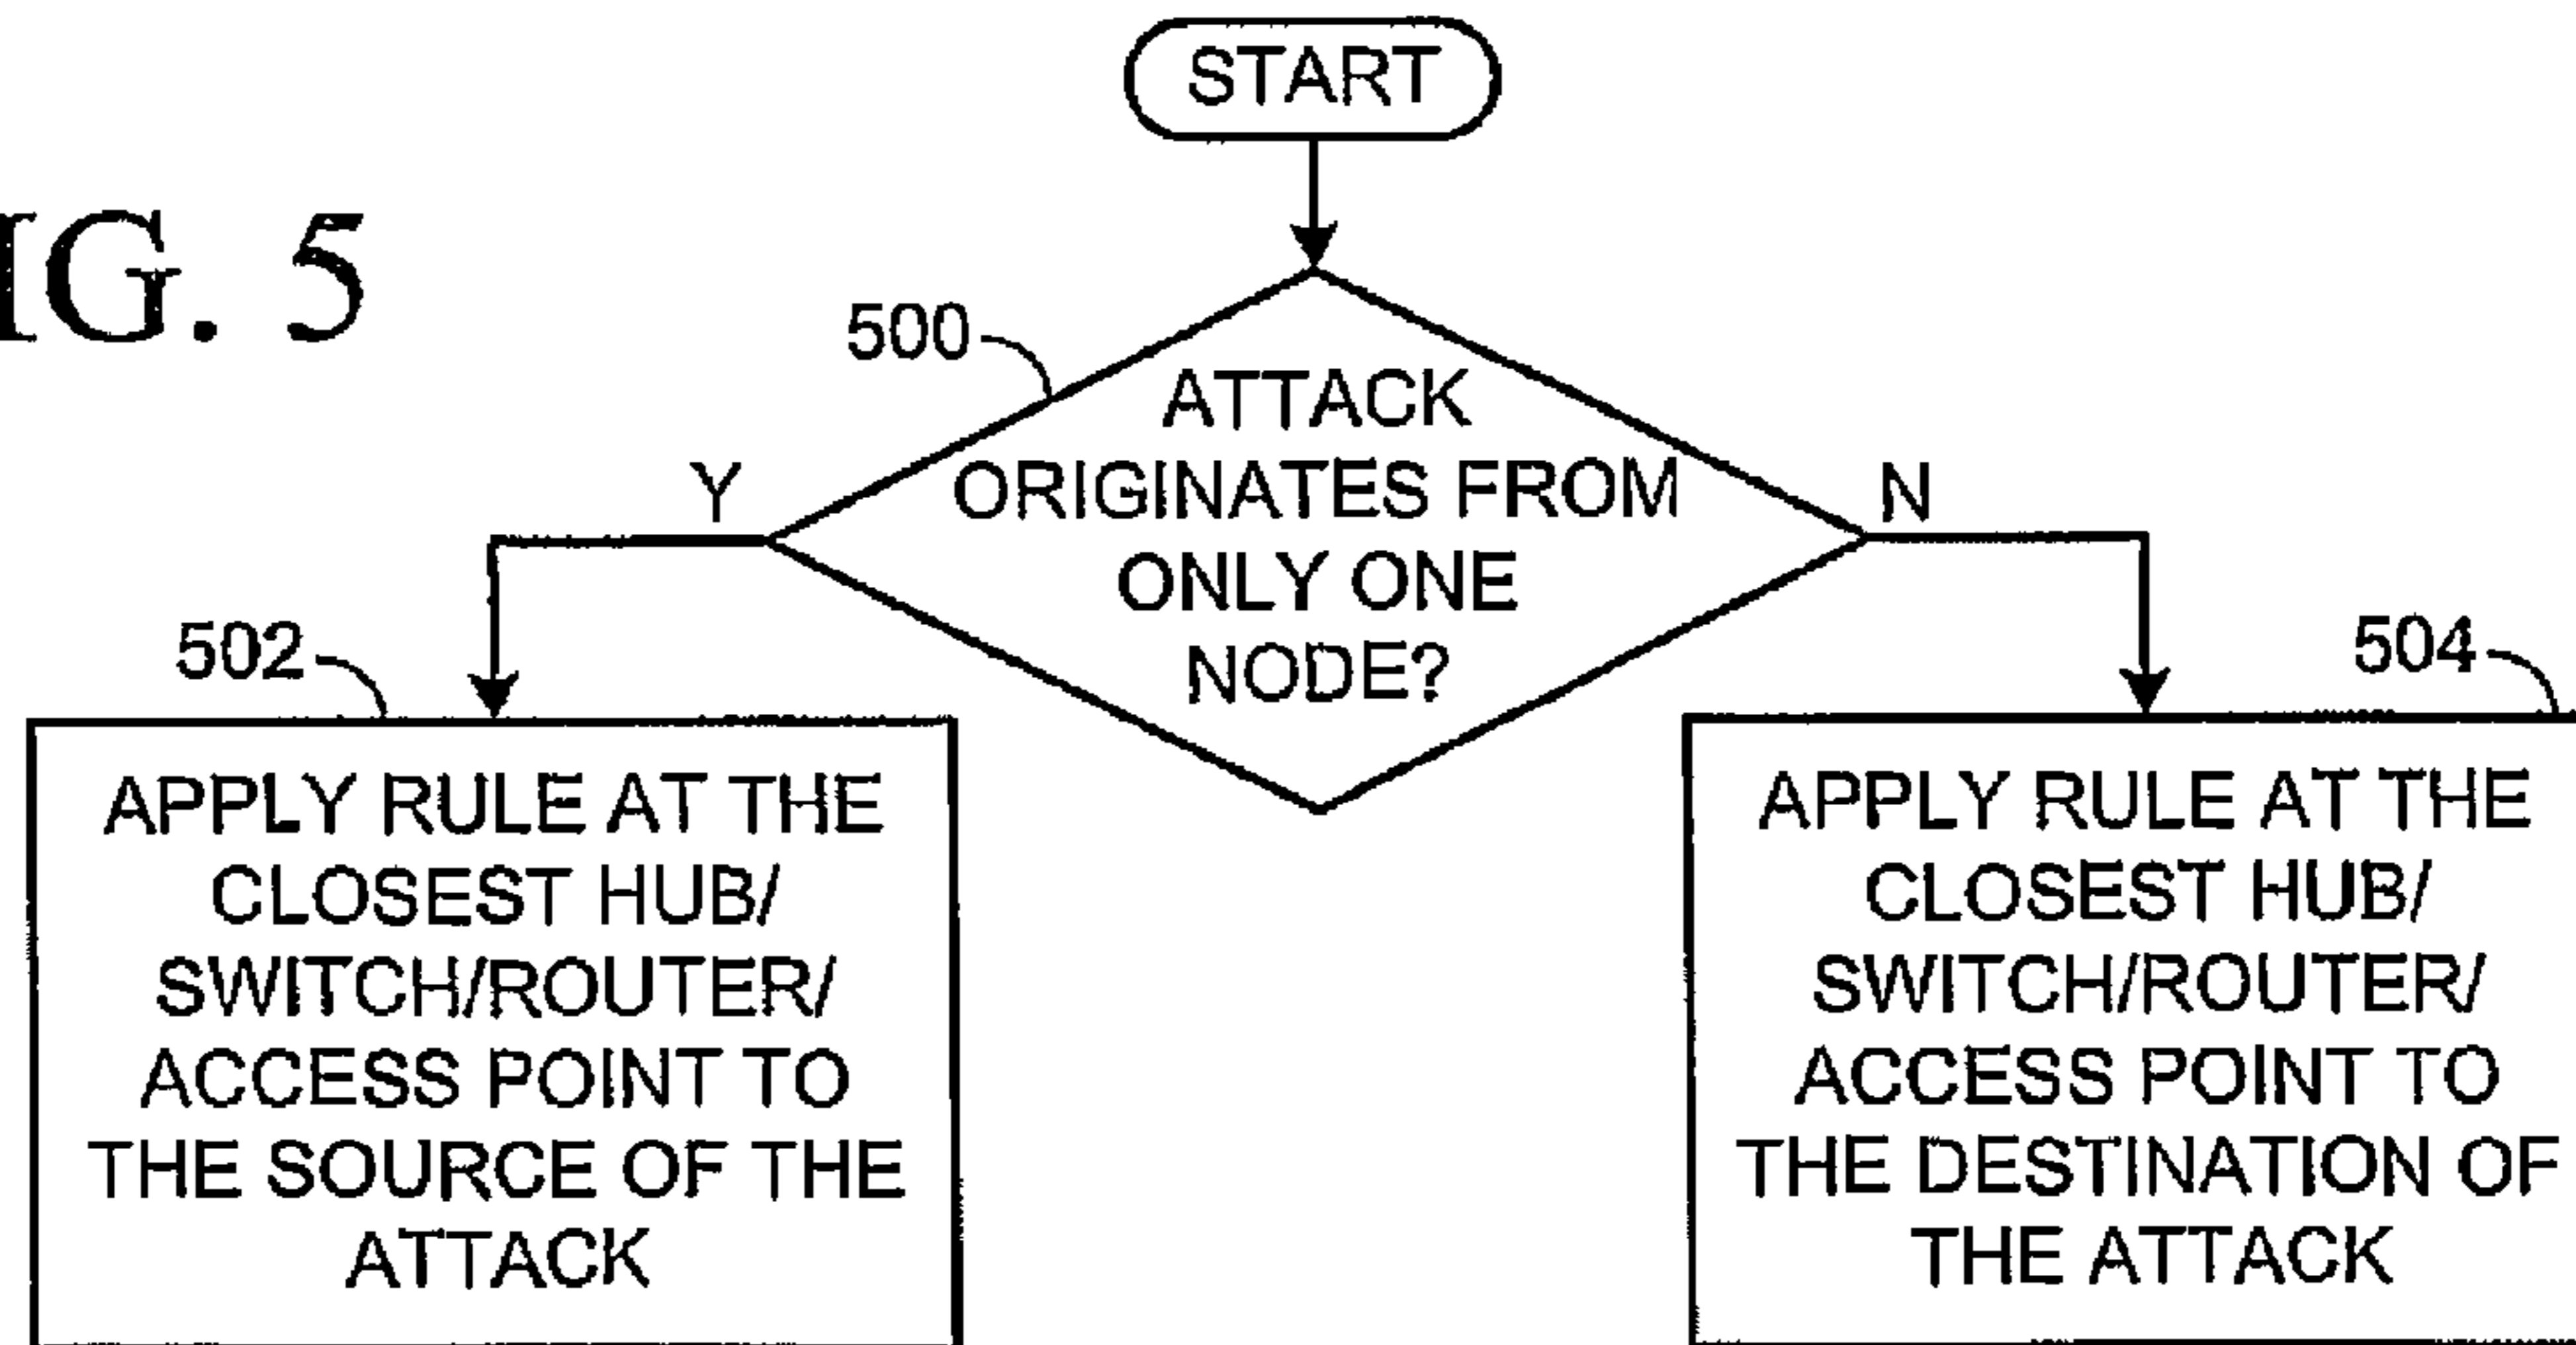 START
IG. 5
500
ATTACK
ORIGINATES FROM
ONLY ONE
NODE?
Y
N
502
504
APPLY RULE AT THE
CLOSEST HUB/
SWITCH/ROUTER/
ACCESS POINT TO
THE SOURCE OF THE
ATTACK
APPLY RULE AT THE
CLOSEST HUB/
SWITCH/ROUTER/
ACCESS POINT TO
THE DESTINATION OF
THE ATTACK